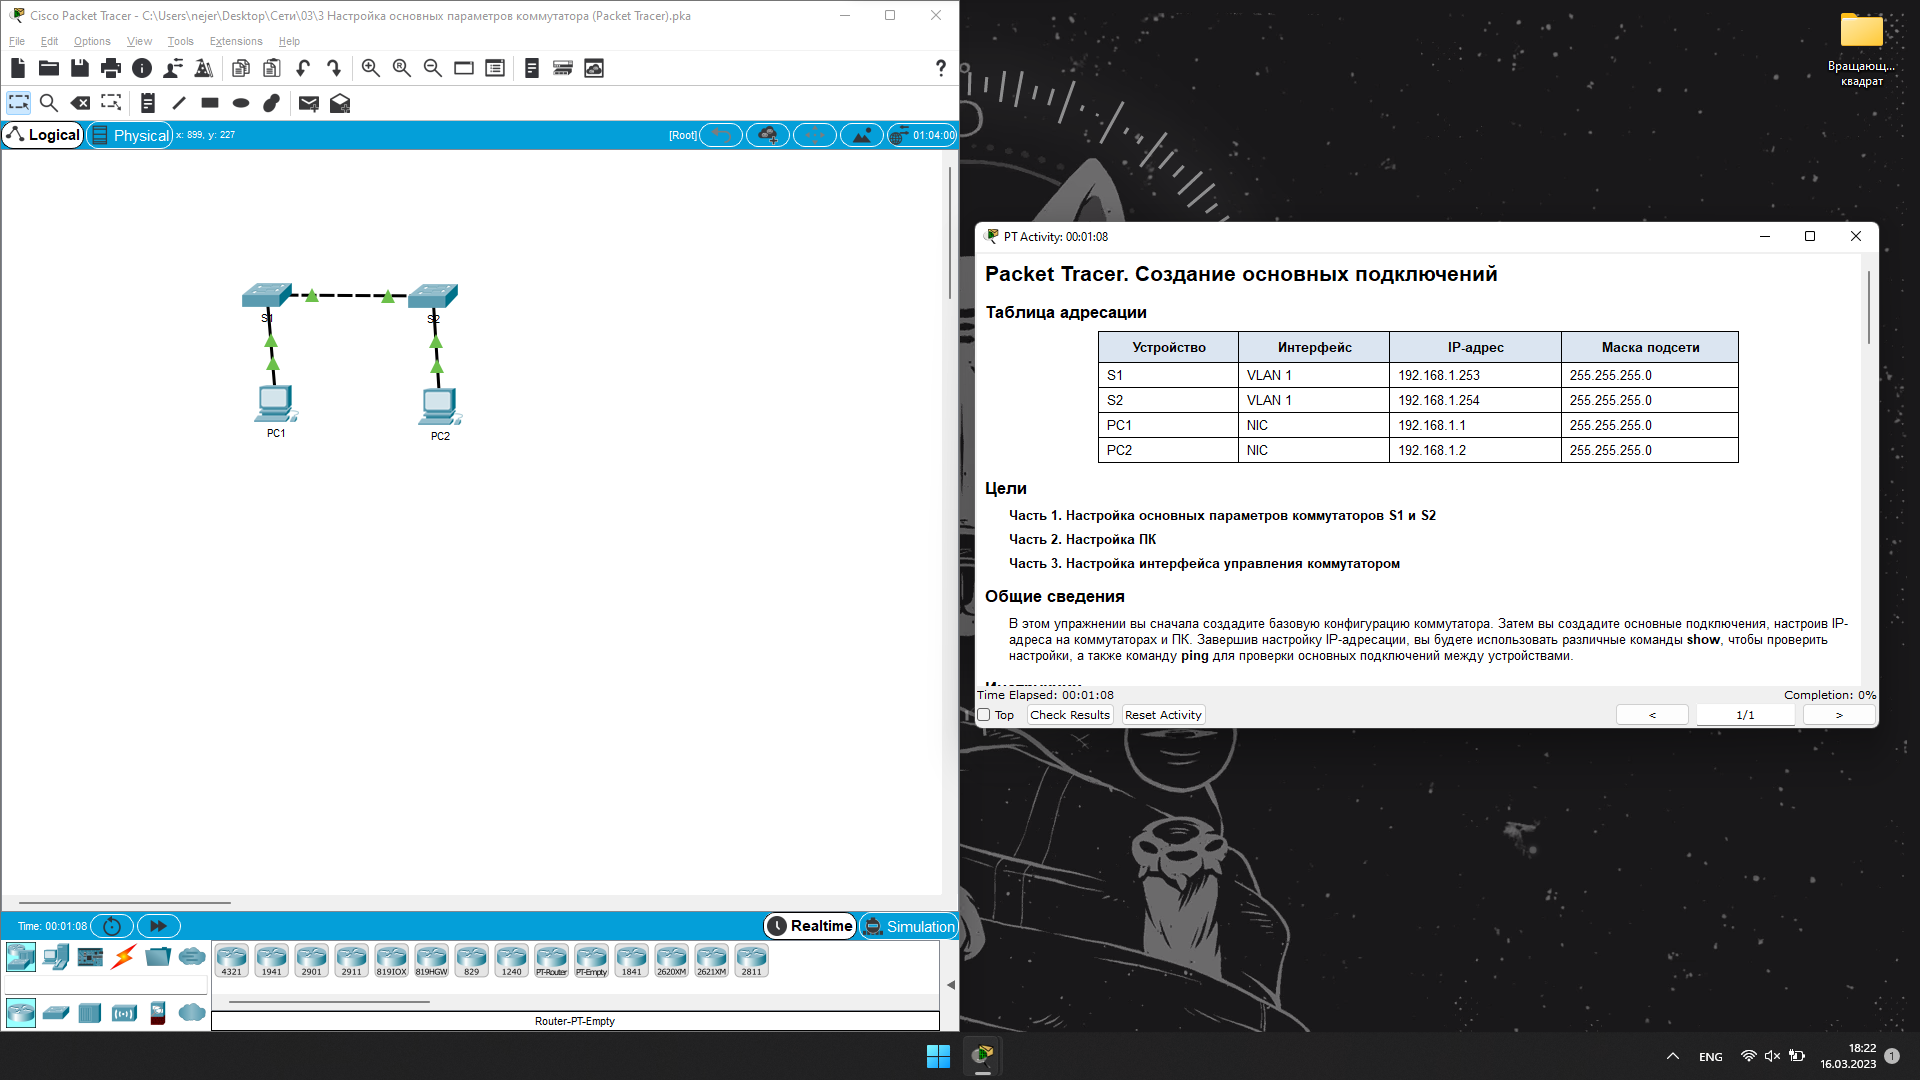 Cisco Packet Tracer - C:\Users\nejer\Desktop\Сети\03\3 Настройка основных параметров коммутатора (Packet Tracer).pka
File Edit Options View Tools Extensions Help
Logical Physical x: 899, y: 227 [Root] 01:04:00
S1
S2
PC1
PC2
Time: 00:01:08 Realtime Simulation
4321 1941 2901 2911 819IOX 819HGW 829 1240 PT-Router PT-Empty 1841 2620XM 2621XM 2811
Router-PT-Empty
Вращающ...
квадрат
PT Activity: 00:01:08
Packet Tracer. Создание основных подключений
Таблица адресации
Устройство Интерфейс IP-адрес Маска подсети
S1 VLAN 1 192.168.1.253 255.255.255.0
S2 VLAN 1 192.168.1.254 255.255.255.0
PC1 NIC 192.168.1.1 255.255.255.0
PC2 NIC 192.168.1.2 255.255.255.0
Цели
Часть 1. Настройка основных параметров коммутаторов S1 и S2
Часть 2. Настройка ПК
Часть 3. Настройка интерфейса управления коммутатором
Общие сведения
В этом упражнении вы сначала создадите базовую конфигурацию коммутатора. Затем вы создадите основные подключения, настроив IP-
адреса на коммутаторах и ПК. Завершив настройку IP-адресации, вы будете использовать различные команды show, чтобы проверить
настройки, а также команду ping для проверки основных подключений между устройствами.
Time Elapsed: 00:01:08 Completion: 0%
Top Check Results Reset Activity < 1/1 >
ENG 18:22 1
16.03.2023